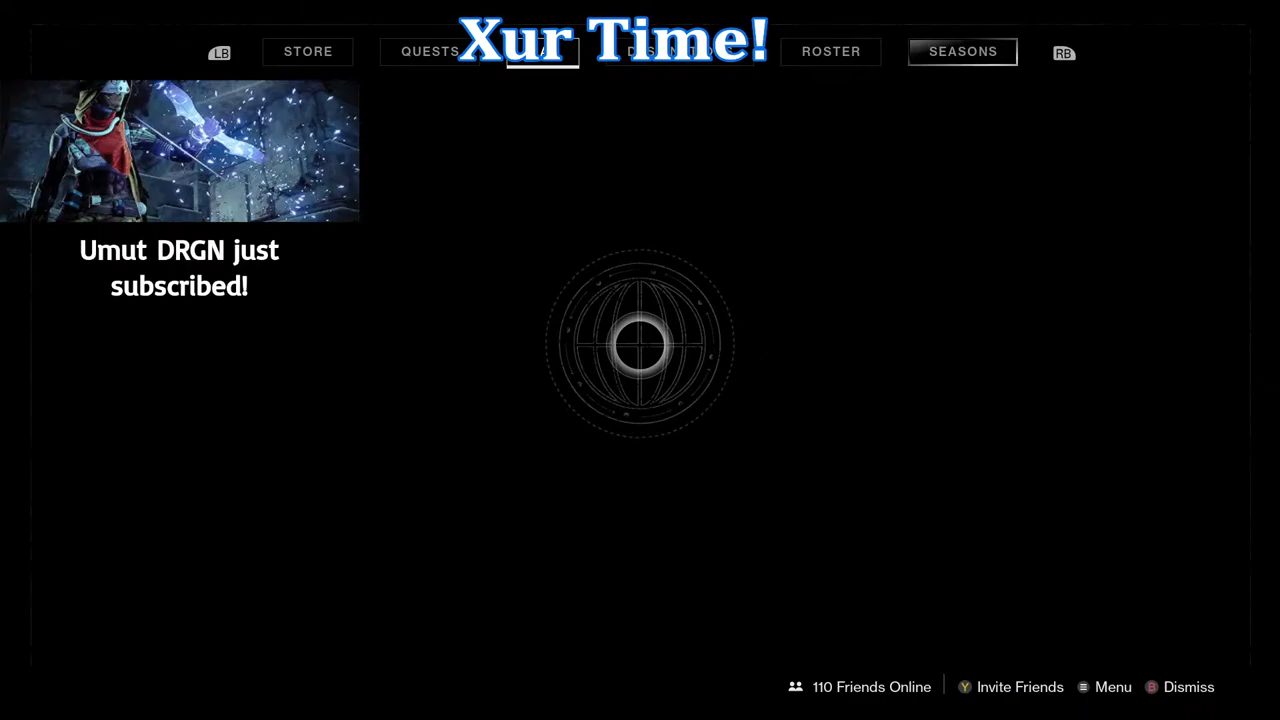 Xur Time!
LB STORE QUESTS ROSTER SEASONS RB
Umut DRGN just
subscribed!
110 Friends Online Y Invite Friends Menu B Dismiss